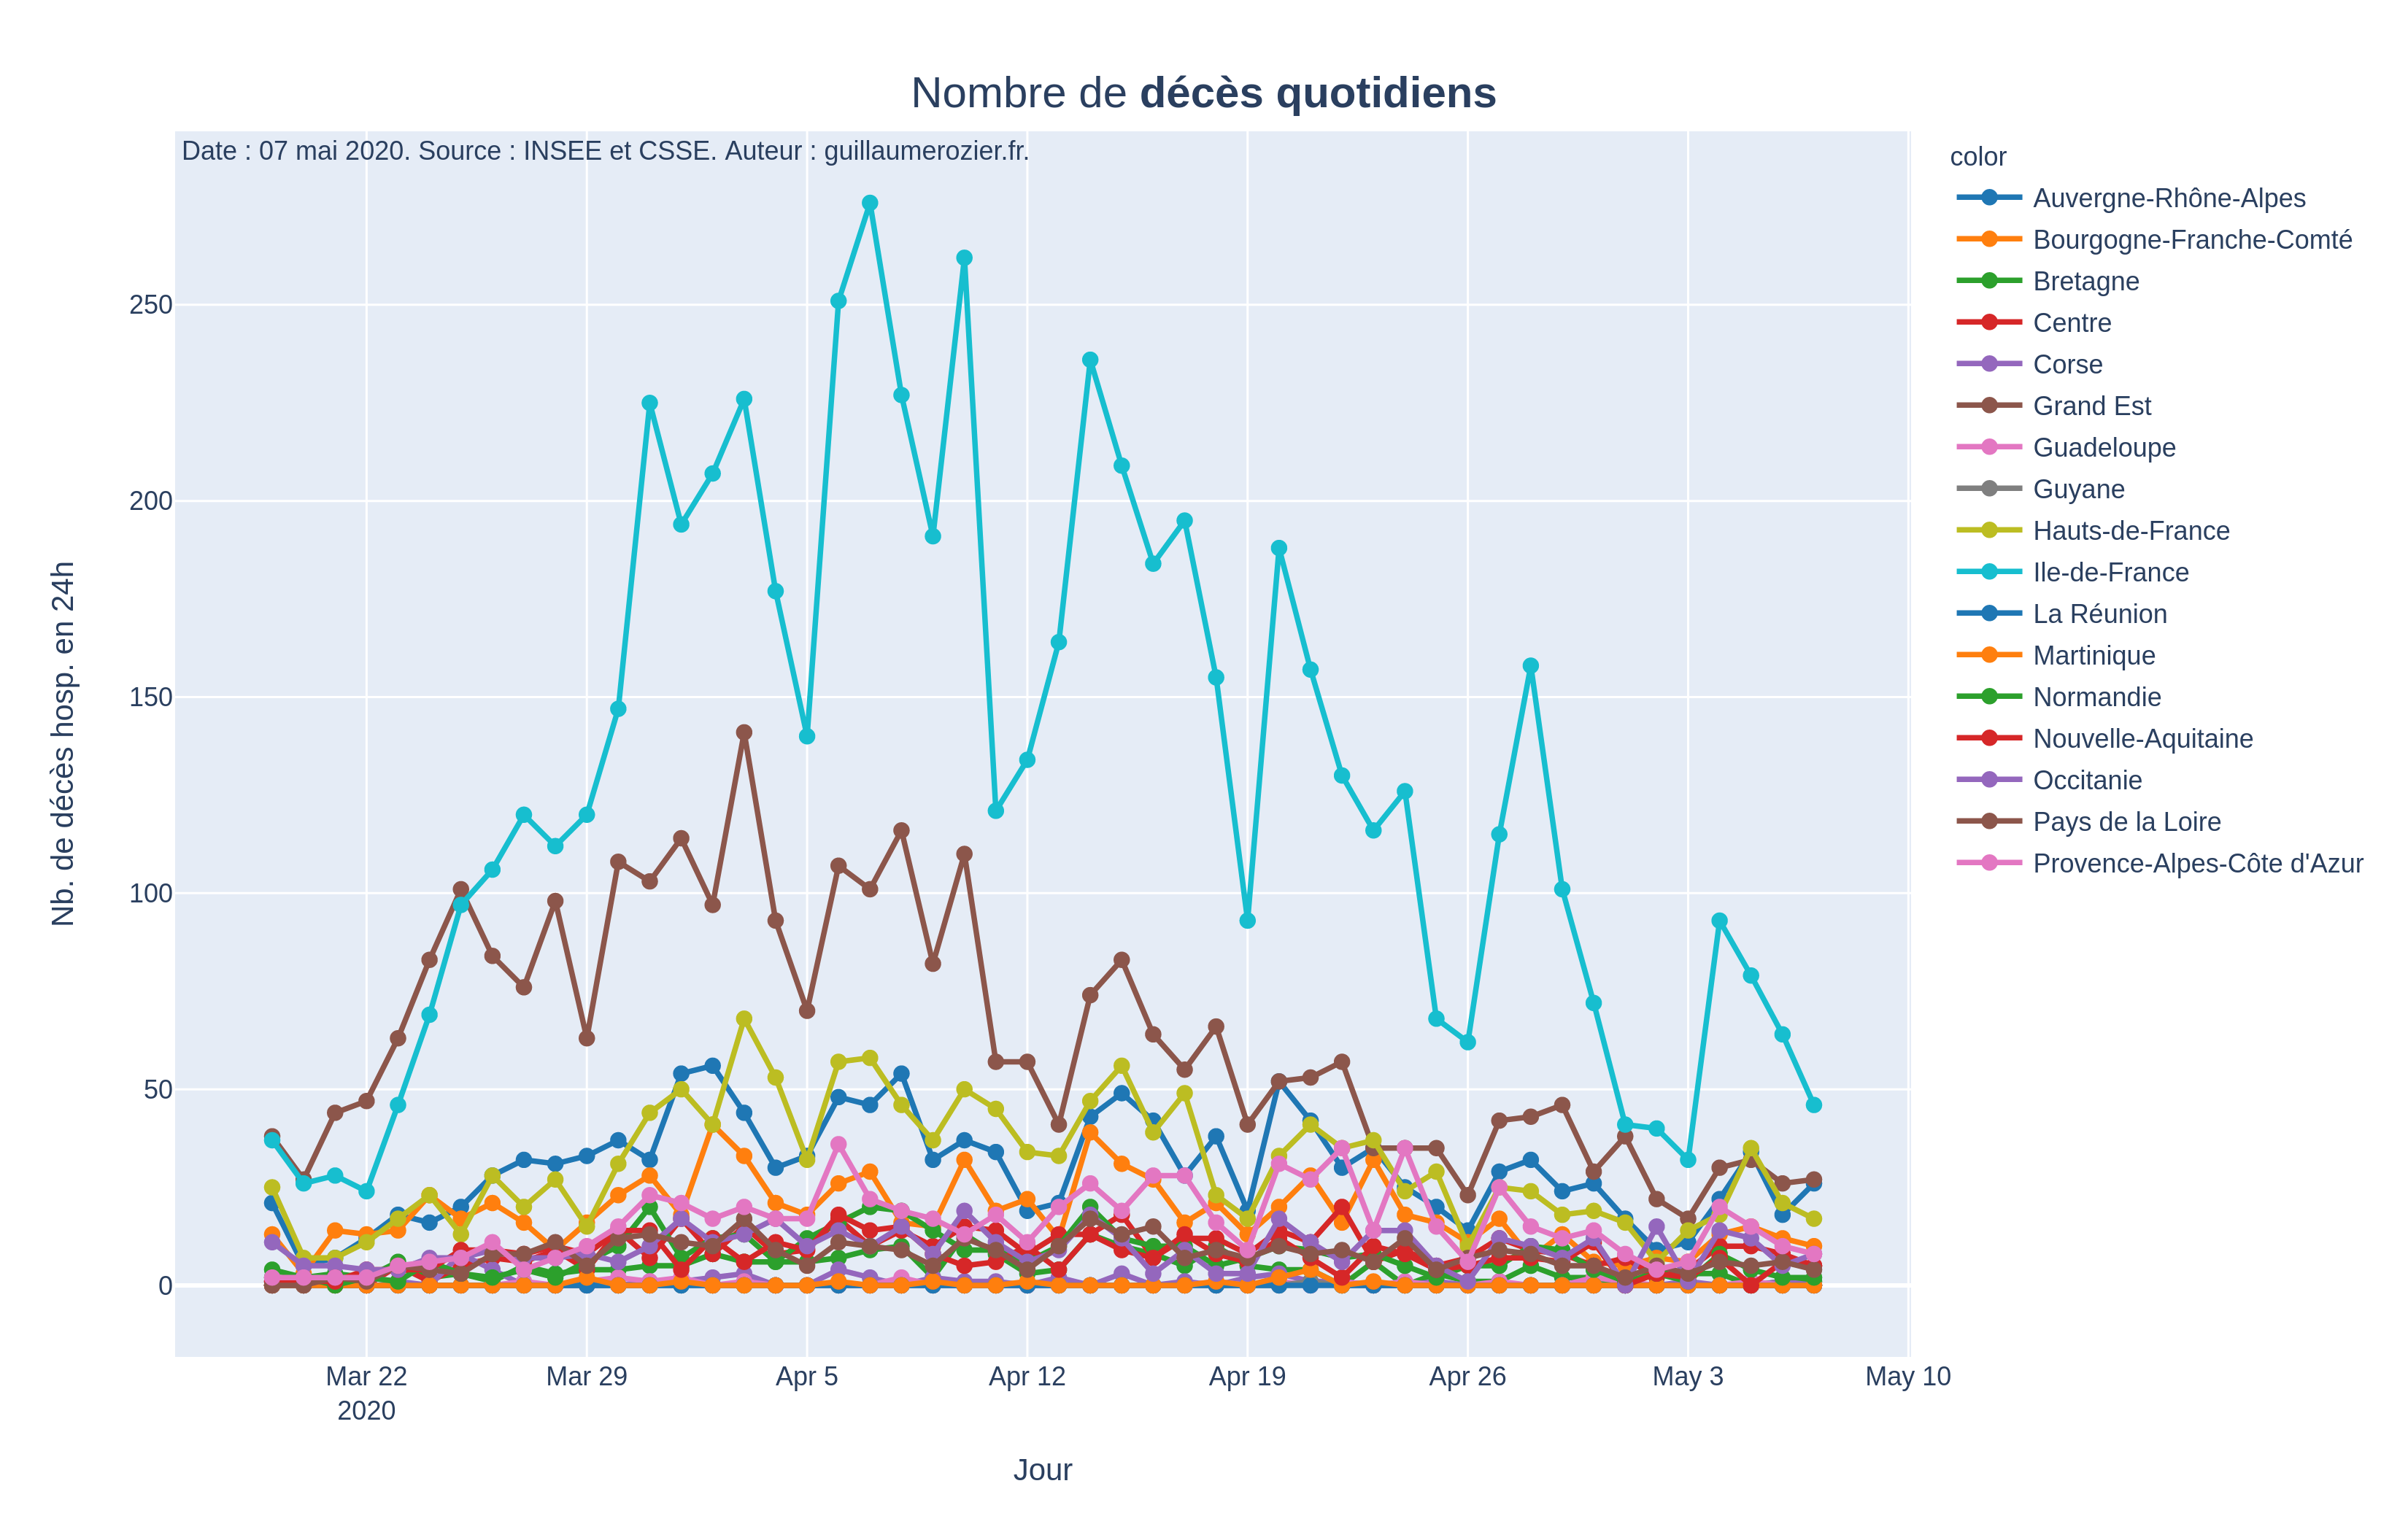 Nombre de décès quotidiens
Date : 07 mai 2020. Source : INSEE et CSSE. Auteur : guillaumerozier.fr.
color
Auvergne-Rhône-Alpes
Bourgogne-Franche-Comté
Bretagne
Centre
Corse
Grand Est
Guadeloupe
Guyane
Hauts-de-France
Ile-de-France
La Réunion
Martinique
Normandie
Nouvelle-Aquitaine
Occitanie
Pays de la Loire
Provence-Alpes-Côte d'Azur
Nb. de décès hosp. en 24h
250
200
150
100
50
0
Mar 22 Mar 29 Apr 5 Apr 12 Apr 19 Apr 26 May 3 May 10
2020
Jour